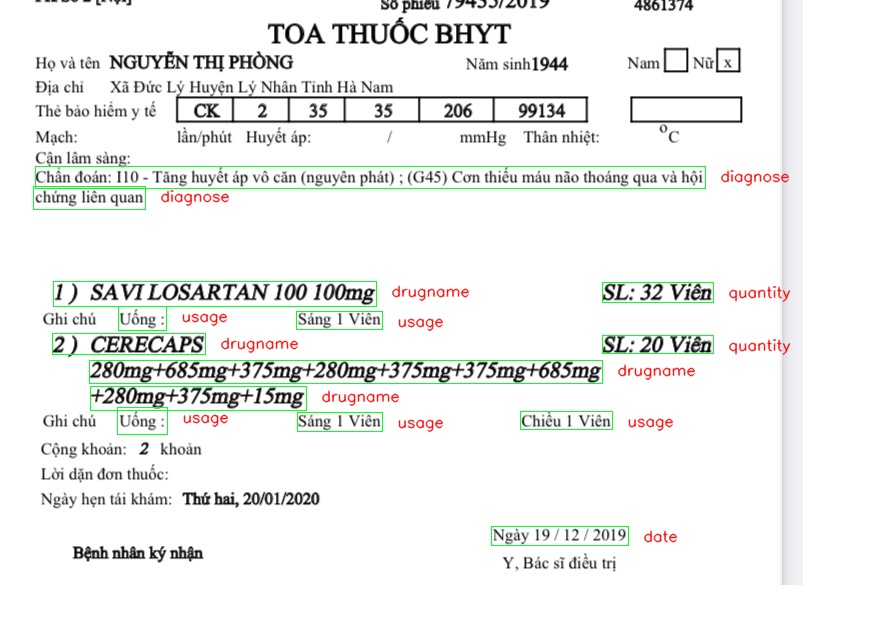 Số phiếu 79435/2019 4861374
TOA THUỐC BHYT
Họ và tên NGUYỄN THỊ PHÒNG Năm sinh1944 Nam Nữ x
Địa chỉ Xã Đức Lý Huyện Lý Nhân Tỉnh Hà Nam
Thẻ bảo hiểm y tế CK 2 35 35 206 99134
Mạch: lần/phút Huyết áp: / mmHg Thân nhiệt: °C
Cận lâm sàng:
Chẩn đoán: I10 - Tăng huyết áp vô căn (nguyên phát) ; (G45) Cơn thiếu máu não thoáng qua và hội diagnose
chứng liên quan diagnose
1 ) SAVI LOSARTAN 100 100mg drugname SL: 32 Viên quantity
Ghi chú Uống : usage Sáng 1 Viên usage
2 ) CERECAPS drugname SL: 20 Viên quantity
280mg+685mg+375mg+280mg+375mg+375mg+685mg drugname
+280mg+375mg+15mg drugname
Ghi chú Uống : usage Sáng 1 Viên usage Chiều 1 Viên usage
Cộng khoản: 2 khoản
Lời dặn đơn thuốc:
Ngày hẹn tái khám: Thứ hai, 20/01/2020
Ngày 19 / 12 / 2019 date
Bệnh nhân ký nhận
Y, Bác sĩ điều trị